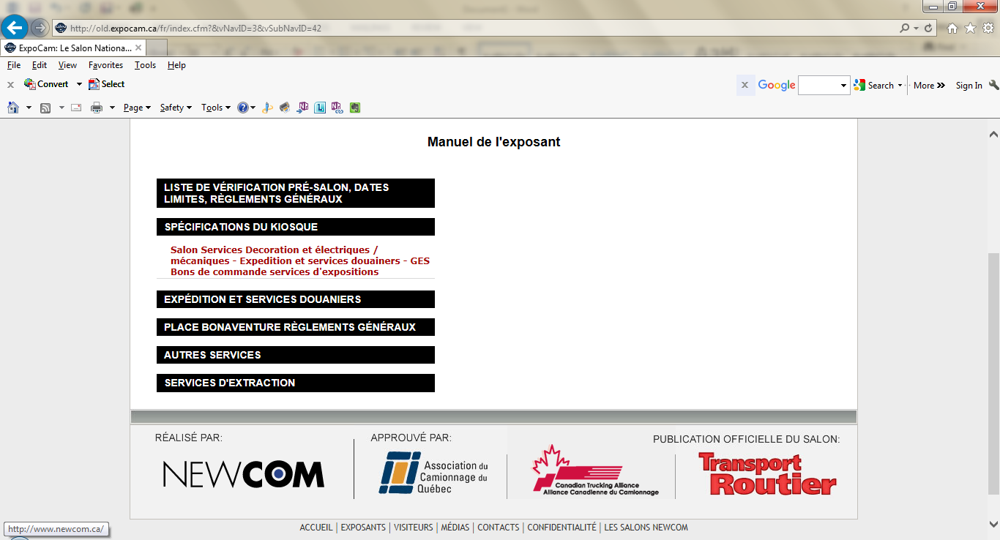 http://old.expocam.ca/fr/index.cfm?&vNavID=3&vSubNavID=42
ExpoCam: Le Salon Nationa...
File Edit View Favorites Tools Help
x Convert Select
x Google Search More » Sign In
Page Safety Tools
Manuel de l'exposant
LISTE DE VÉRIFICATION PRÉ-SALON, DATES
LIMITES, RÈGLEMENTS GÉNÉRAUX
SPÉCIFICATIONS DU KIOSQUE
Salon Services Decoration et électriques /
mécaniques - Expedition et services douainers - GES
Bons de commande services d'expositions
EXPÉDITION ET SERVICES DOUANIERS
PLACE BONAVENTURE RÈGLEMENTS GÉNÉRAUX
AUTRES SERVICES
SERVICES D'EXTRACTION
RÉALISÉ PAR:
NEWCOM
APPROUVÉ PAR:
Association du
Camionnage du
Québec
Canadian Trucking Alliance
Alliance Canadienne du Camionnage
PUBLICATION OFFICIELLE DU SALON:
Transport
Routier
http://www.newcom.ca/
ACCUEIL | EXPOSANTS | VISITEURS | MÉDIAS | CONTACTS | CONFIDENTIALITÉ | LES SALONS NEWCOM